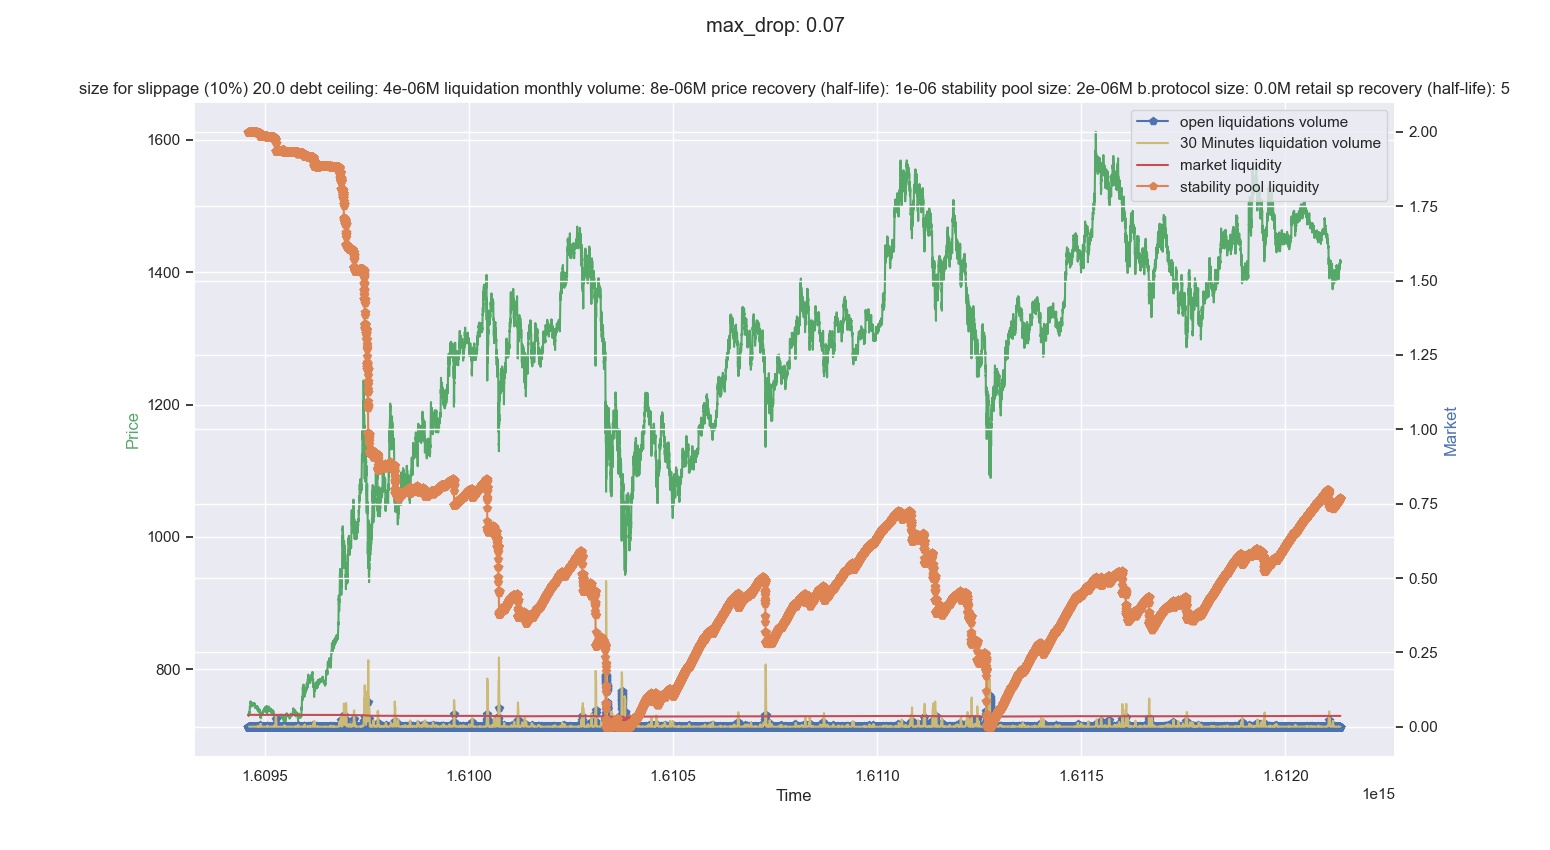 max_drop: 0.07
size for slippage (10%) 20.0 debt ceiling: 4e-06M liquidation monthly volume: 8e-06M price recovery (half-life): 1e-06 stability pool size: 2e-06M b.protocol size: 0.0M retail sp recovery (half-life): 5
open liquidations volume
30 Minutes liquidation volume
market liquidity
stability pool liquidity
1600
1400
1200
1000
800
Price
2.00
1.75
1.50
1.25
1.00
0.75
0.50
0.25
0.00
Market
1.6095 1.6100 1.6105 1.6110 1.6115 1.6120
1e15
Time